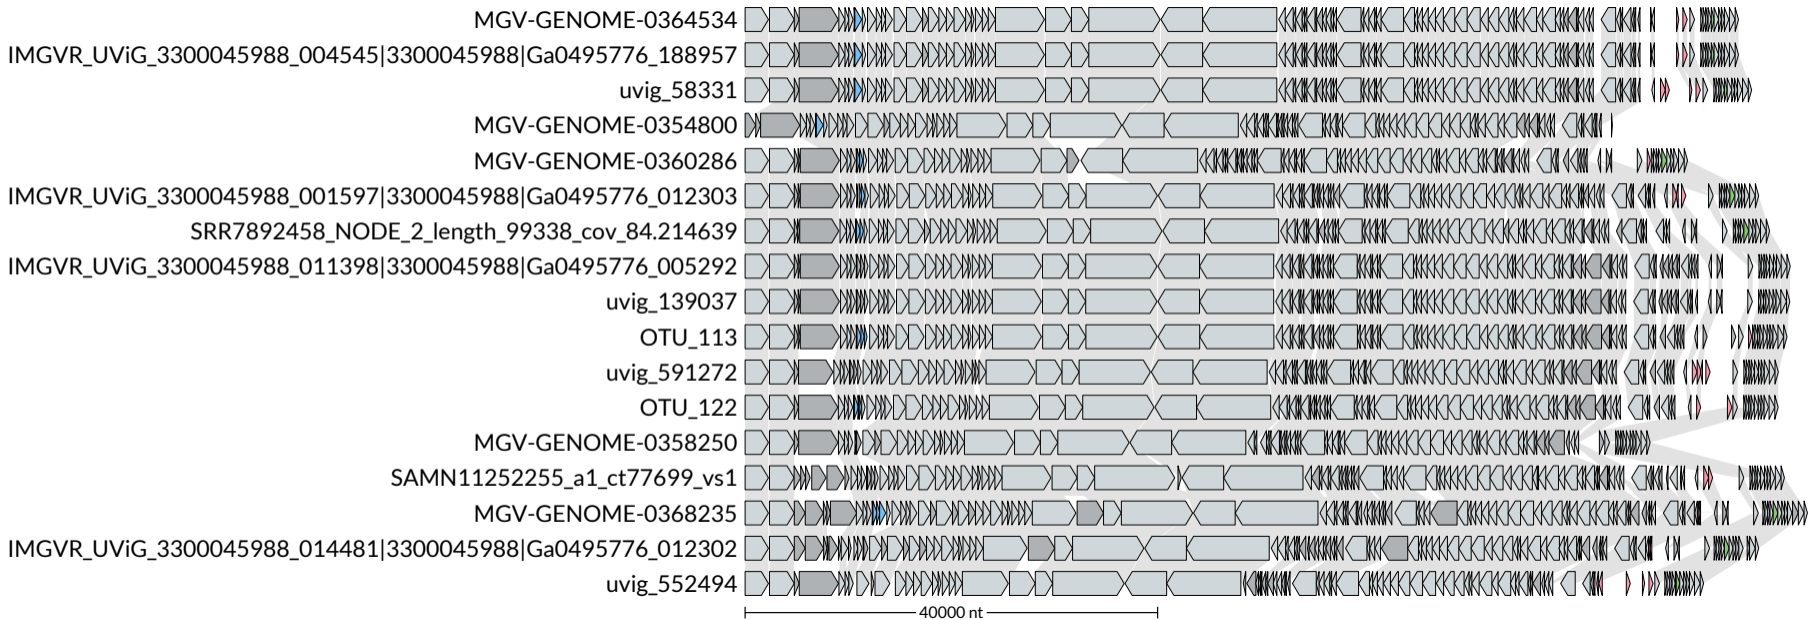 MGV-GENOME-0364534
IMGVR_UViG_3300045988_004545|3300045988|Ga0495776_188957
uvig_58331
MGV-GENOME-0354800
MGV-GENOME-0360286
IMGVR_UViG_3300045988_001597|3300045988|Ga0495776_012303
SRR7892458_NODE_2_length_99338_cov_84.214639
IMGVR_UViG_3300045988_011398|3300045988|Ga0495776_005292
uvig_139037
OTU_113
uvig_591272
OTU_122
MGV-GENOME-0358250
SAMN11252255_a1_ct77699_vs1
MGV-GENOME-0368235
IMGVR_UViG_3300045988_014481|3300045988|Ga0495776_012302
uvig_552494
40000 nt